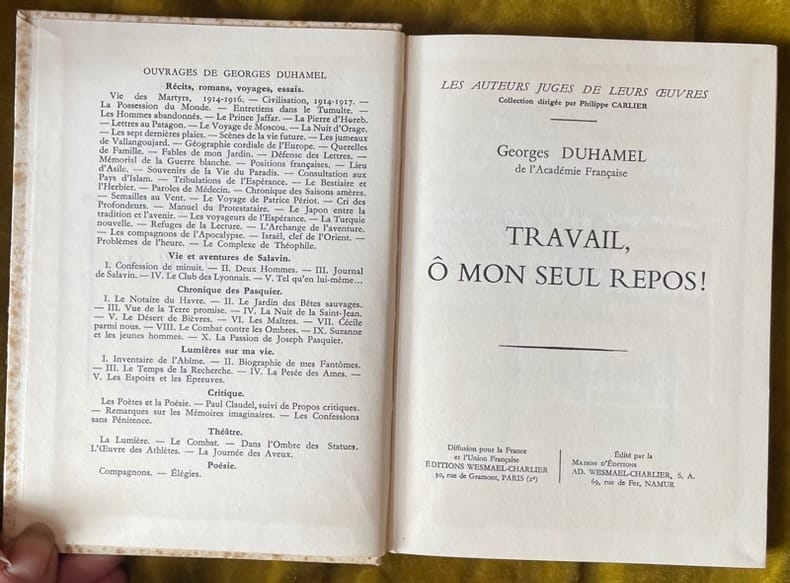 OUVRAGES DE GEORGES DUHAMEL
Récits, romans, voyages, essais.
Vie des Martyrs, 1914-1916. — Civilisation, 1914-1917. —
La Possession du Monde. — Entretiens dans le Tumulte. —
Les Hommes abandonnés. — Le Prince Jaffar. — La Pierre d'Horeb.
— Lettres au Patagon. — Le Voyage de Moscou. — La Nuit d'Orage.
— Les sept dernières plaies. — Scènes de la vie future. — Les jumeaux
de Vallangoujard. — Géographie cordiale de l'Europe. — Querelles
de Famille. — Fables de mon Jardin. — Défense des Lettres. —
Mémorial de la Guerre blanche. — Positions françaises. — Lieu
d'Asile. — Souvenirs de la Vie du Paradis. — Consultation aux
Pays d'Islam. — Tribulations de l'Espérance. — Le Bestiaire et
l'Herbier. — Paroles de Médecin. — Chronique des Saisons amères.
— Semailles au Vent. — Le Voyage de Patrice Périot. — Cri des
Profondeurs. — Manuel du Protestataire. — Le Japon entre la
tradition et l'avenir. — Les voyageurs de l'Espérance. — La Turquie
nouvelle. — Refuges de la Lecture. — L'Archange de l'aventure.
— Les compagnons de l'Apocalypse. — Israël, clef de l'Orient. —
Problèmes de l'heure. — Le Complexe de Théophile.
Vie et aventures de Salavin.
I. Confession de minuit. — II. Deux Hommes. — III. Journal
de Salavin. — IV. Le Club des Lyonnais. — V. Tel qu'en lui-même...
Chronique des Pasquier.
I. Le Notaire du Havre. — II. Le Jardin des Bêtes sauvages.
— III. Vue de la Terre promise. — IV. La Nuit de la Saint-Jean.
— V. Le Désert de Bièvres. — VI. Les Maîtres. — VII. Cécile
parmi nous. — VIII. Le Combat contre les Ombres. — IX. Suzanne
et les jeunes hommes. — X. La Passion de Joseph Pasquier.
Lumières sur ma vie.
I. Inventaire de l'Abîme. — II. Biographie de mes Fantômes.
— III. Le Temps de la Recherche. — IV. La Pesée des Ames. —
V. Les Espoirs et les Épreuves.
Critique.
Les Poètes et la Poésie. — Paul Claudel, suivi de Propos critiques.
— Remarques sur les Mémoires imaginaires. — Les Confessions
sans Pénitence.
Théâtre.
La Lumière. — Le Combat. — Dans l'Ombre des Statues.
L'Œuvre des Athlètes. — La Journée des Aveux.
Poésie.
Compagnons. — Élégies.
LES AUTEURS JUGES DE LEURS ŒUVRES
Collection dirigée par Philippe CARLIER
Georges DUHAMEL
de l'Académie Française
TRAVAIL,
Ô MON SEUL REPOS!
Diffusion pour la France
et l'Union Française
ÉDITIONS WESMAEL-CHARLIER
30, rue de Gramont, PARIS (2e)
Édité par la
MAISON D'ÉDITIONS
AD. WESMAEL-CHARLIER, S. A.
69, rue de Fer, NAMUR